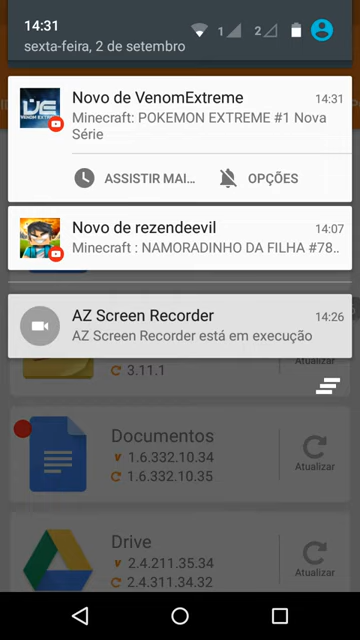 14:31
sexta-feira, 2 de setembro
1
2
Novo de VenomExtreme
14:31
Minecraft: POKEMON EXTREME #1 Nova
Série
ASSISTIR MAI...
OPÇÕES
Novo de rezendeevil
14:07
Minecraft : NAMORADINHO DA FILHA #78..
AZ Screen Recorder
14:26
AZ Screen Recorder está em execução
3.11.1
Atualizar
Documentos
v 1.6.332.10.34
1.6.332.10.35
Atualizar
Drive
v 2.4.211.35.34
2.4.311.34.32
Atualizar